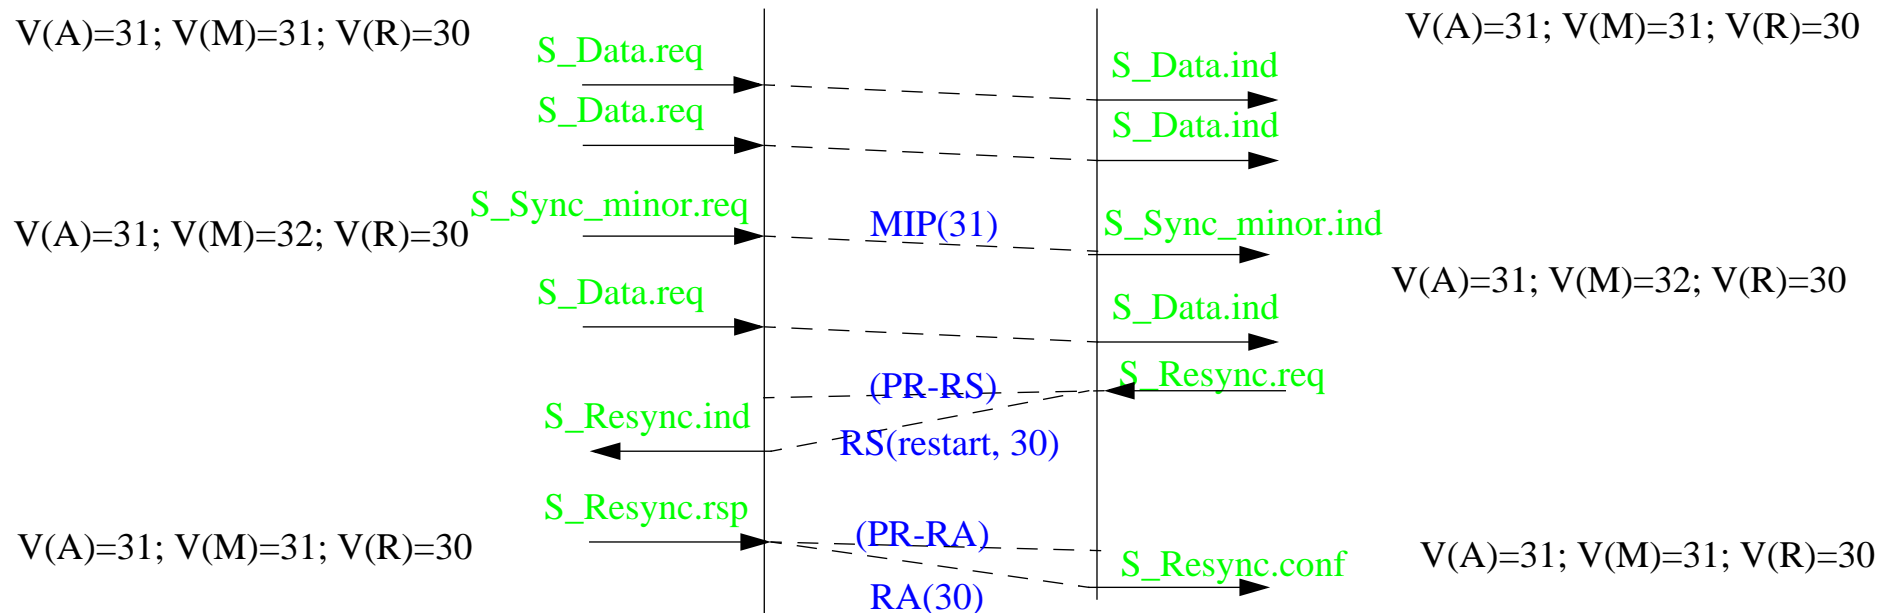 V(A)=31; V(M)=31; V(R)=30
V(A)=31; V(M)=31; V(R)=30
S_Data.req
S_Data.ind
S_Data.req
S_Data.ind
S_Sync_minor.req
MIP(31)
S_Sync_minor.ind
V(A)=31; V(M)=32; V(R)=30
V(A)=31; V(M)=32; V(R)=30
S_Data.req
S_Data.ind
(PR-RS)
S_Resync.req
S_Resync.ind
RS(restart, 30)
S_Resync.rsp
(PR-RA)
V(A)=31; V(M)=31; V(R)=30
S_Resync.conf
V(A)=31; V(M)=31; V(R)=30
RA(30)